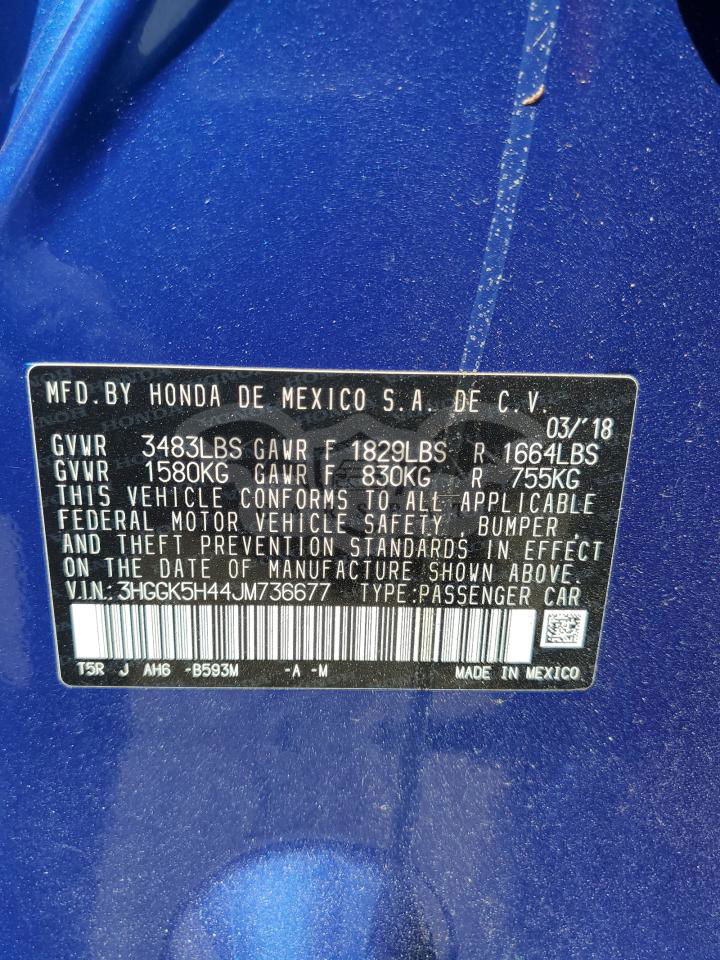 MFD.BY HONDA DE MEXICO S.A. DE C.V.
03/'18
GVWR 3483LBS GAWR F 1829LBS R 1664LBS
GVWR 1580KG GAWR F 830KG R 755KG
THIS VEHICLE CONFORMS TO ALL APPLICABLE
FEDERAL MOTOR VEHICLE SAFETY, BUMPER,
AND THEFT PREVENTION STANDARDS IN EFFECT
ON THE DATE OF MANUFACTURE SHOWN ABOVE.
V.I.N.: 3HGGK5H44JM736677 TYPE:PASSENGER CAR
T5R J AH6 -B593M -A -M MADE IN MEXICO